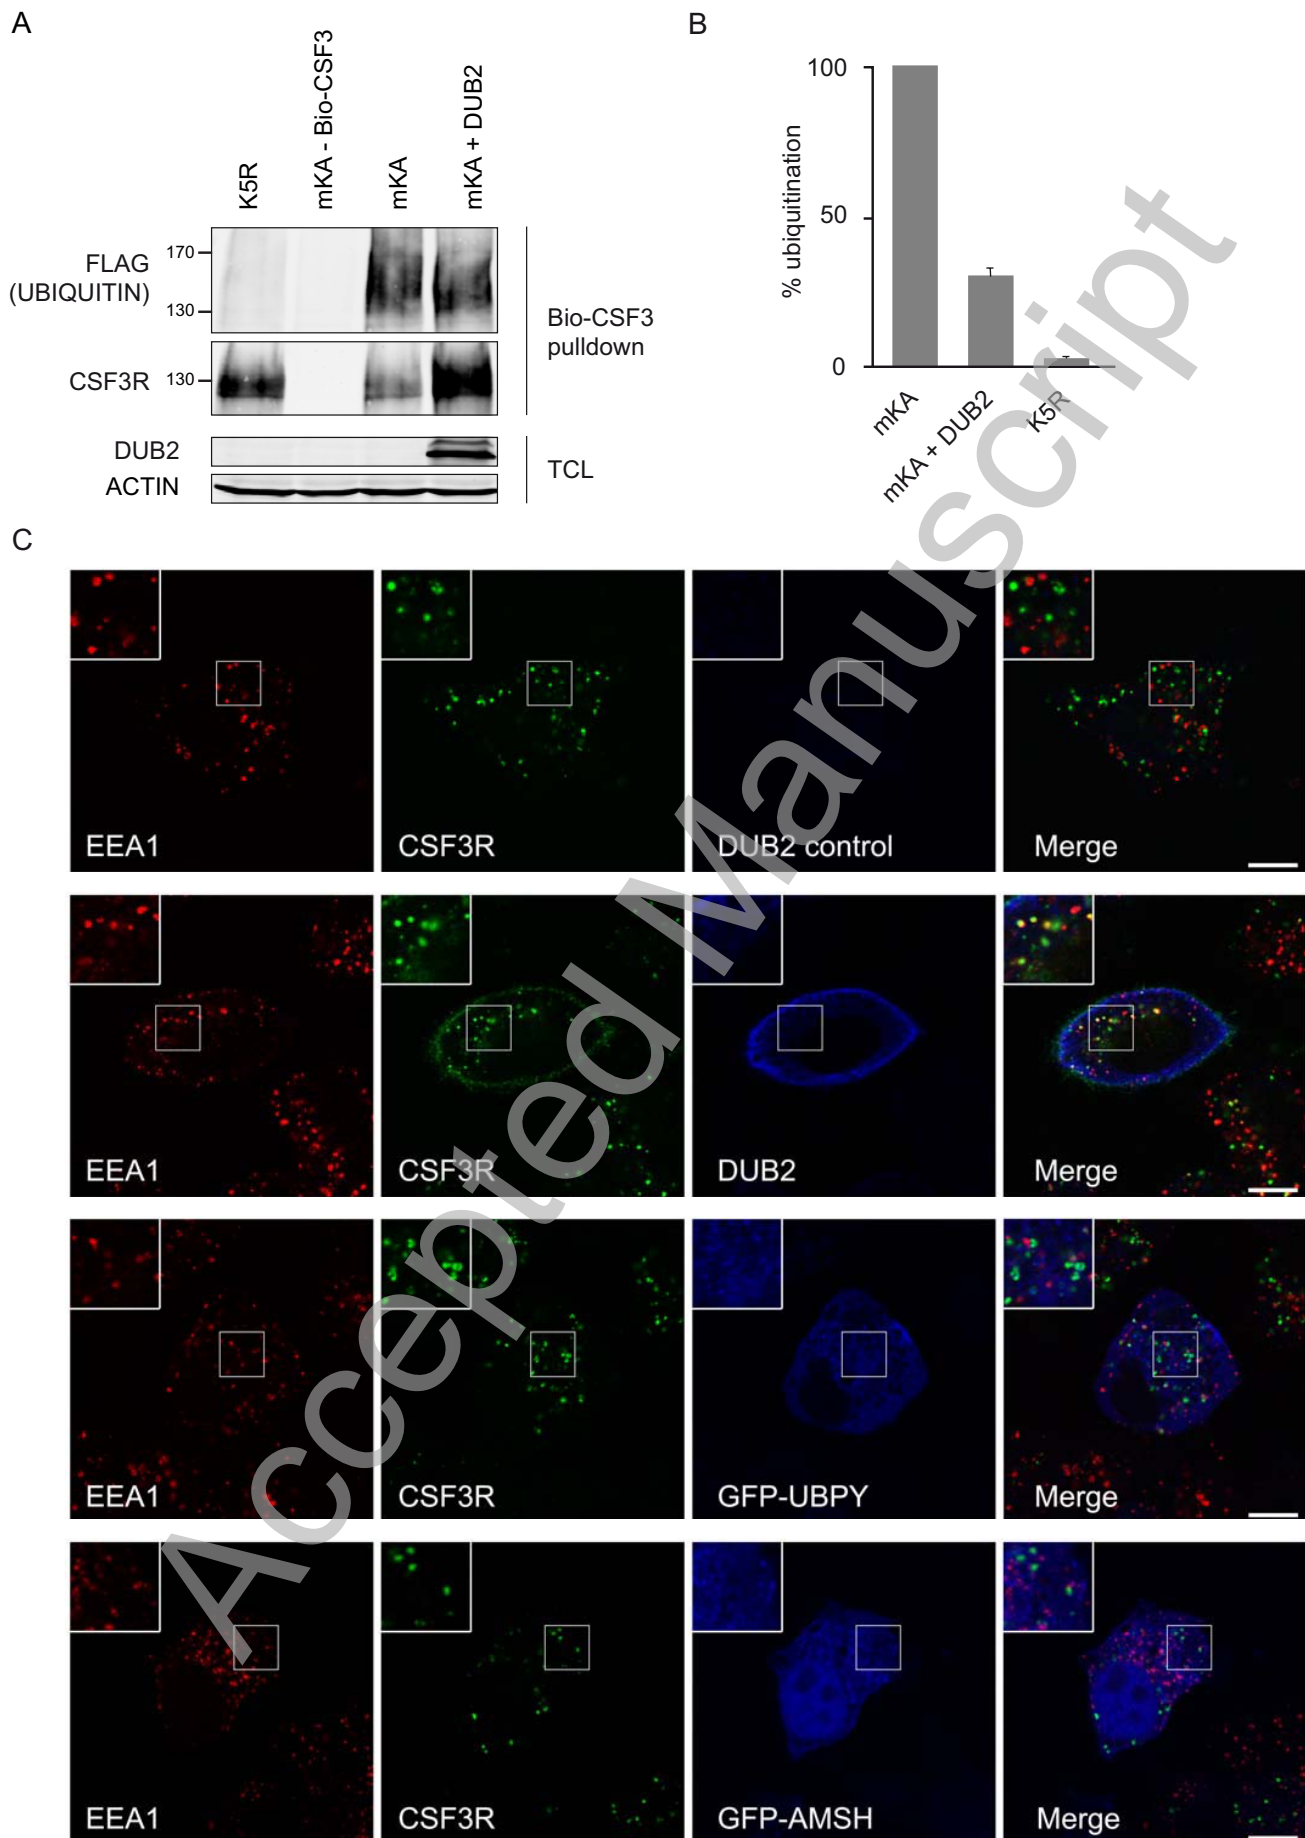 A
K5R
mKA - Bio-CSF3
mKA
mKA + DUB2
FLAG
(UBIQUITIN)
170
130
CSF3R
130
DUB2
ACTIN
Bio-CSF3
pulldown
TCL
B
% ubiquitination
100
50
0
mKA
mKA + DUB2
K5R
C
EEA1
CSF3R
DUB2 control
Merge
EEA1
CSF3R
DUB2
Merge
EEA1
CSF3R
GFP-UBPY
Merge
EEA1
CSF3R
GFP-AMSH
Merge
Accepted Manuscript